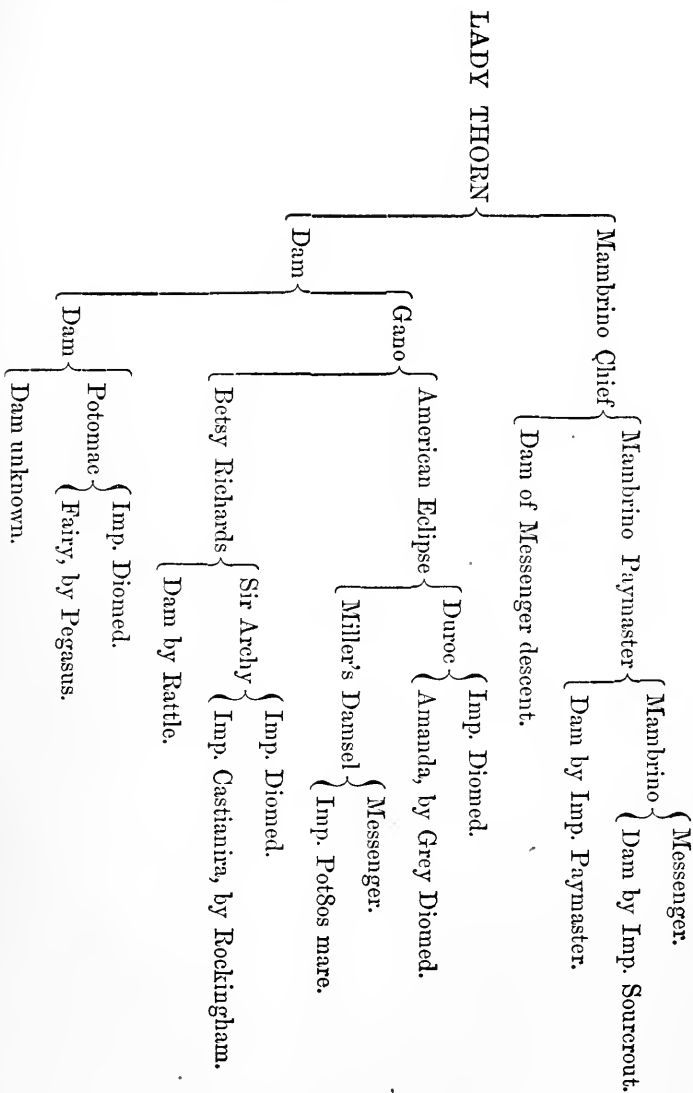 LADY THORN
Mambrino Chief
Mambrino Paymaster
Mambrino
Messenger.
Dam by Imp. Sourcrout.
Dam by Imp. Paymaster.
Dam of Messenger descent.
Dam
Gano
American Eclipse
Duroc
Imp. Diomed.
Amanda, by Grey Diomed.
Miller's Damsel
Messenger.
Imp. Pot8os mare.
Betsy Richards
Sir Archy
Imp. Diomed.
Imp. Castianira, by Rockingham.
Dam by Rattle.
Dam
Potomac
Imp. Diomed.
Fairy, by Pegasus.
Dam unknown.